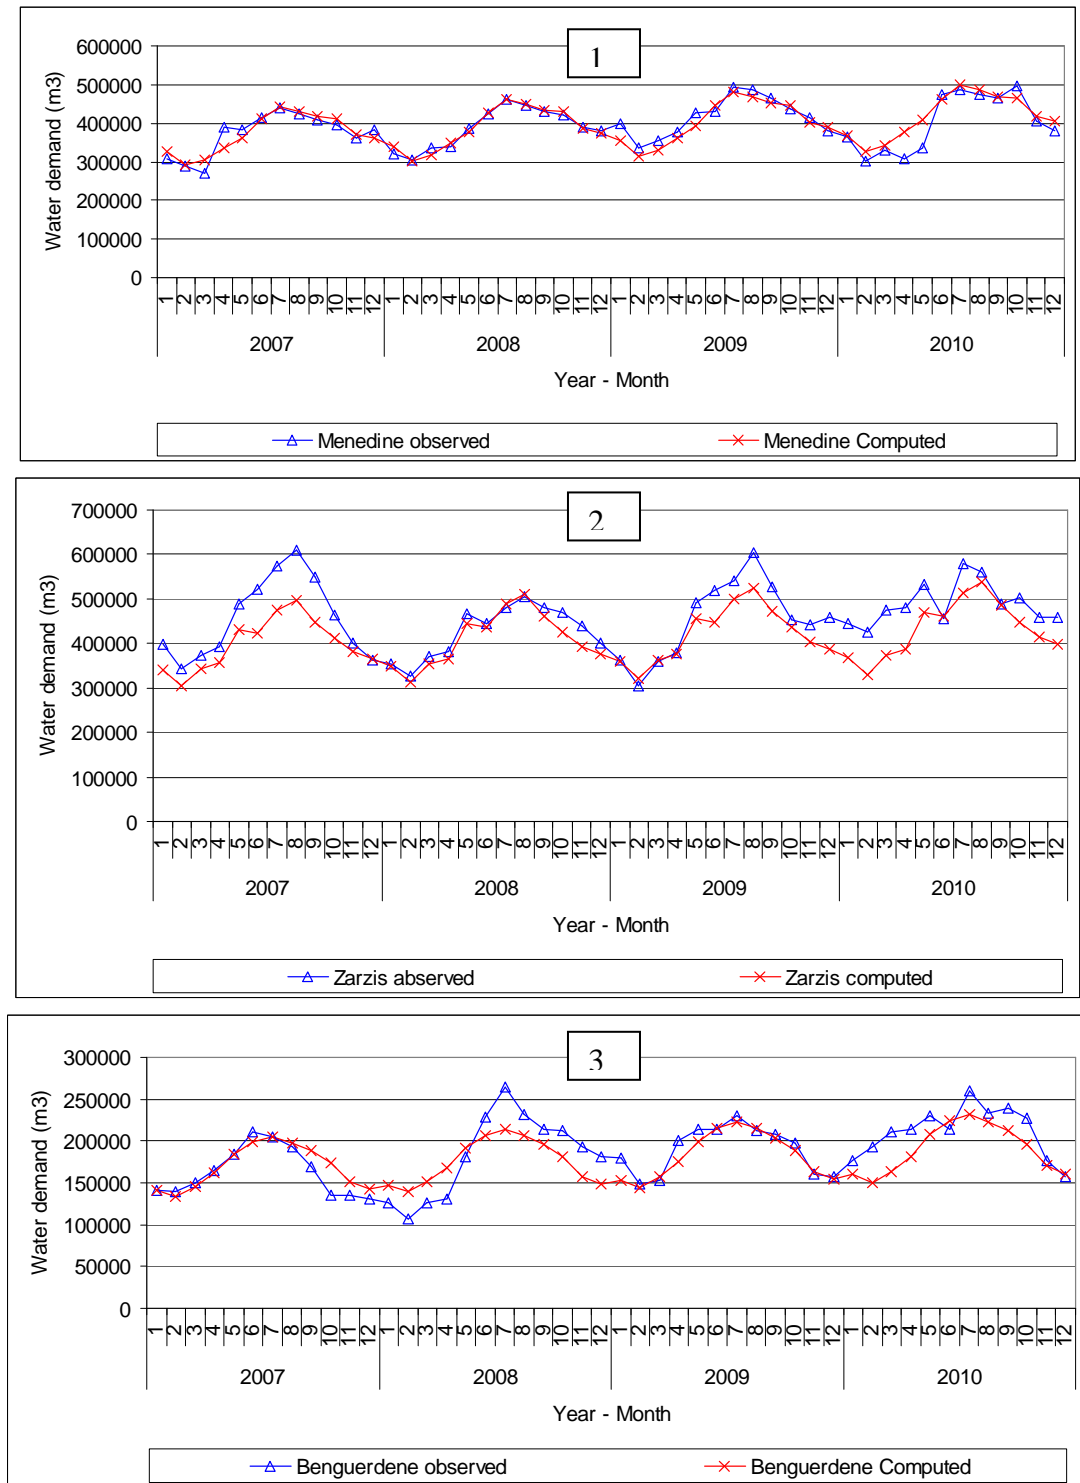 1
600000
500000
400000
300000
200000
100000
0
Water demand (m3)
1 2 3 4 5 6 7 8 9 10 11 12 1 2 3 4 5 6 7 8 9 10 11 12 1 2 3 4 5 6 7 8 9 10 11 12 1 2 3 4 5 6 7 8 9 10 11 12
2007 2008 2009 2010
Year - Month
Menedine observed Menedine Computed
2
700000
600000
500000
400000
300000
200000
100000
0
Water demand (m3)
1 2 3 4 5 6 7 8 9 10 11 12 1 2 3 4 5 6 7 8 9 10 11 12 1 2 3 4 5 6 7 8 9 10 11 12 1 2 3 4 5 6 7 8 9 10 11 12
2007 2008 2009 2010
Year - Month
Zarzis abserved Zarzis computed
3
300000
250000
200000
150000
100000
50000
0
Water demand (m3)
1 2 3 4 5 6 7 8 9 10 11 12 1 2 3 4 5 6 7 8 9 10 11 12 1 2 3 4 5 6 7 8 9 10 11 12 1 2 3 4 5 6 7 8 9 10 11 12
2007 2008 2009 2010
Year - Month
Benguerdene observed Benguerdene Computed